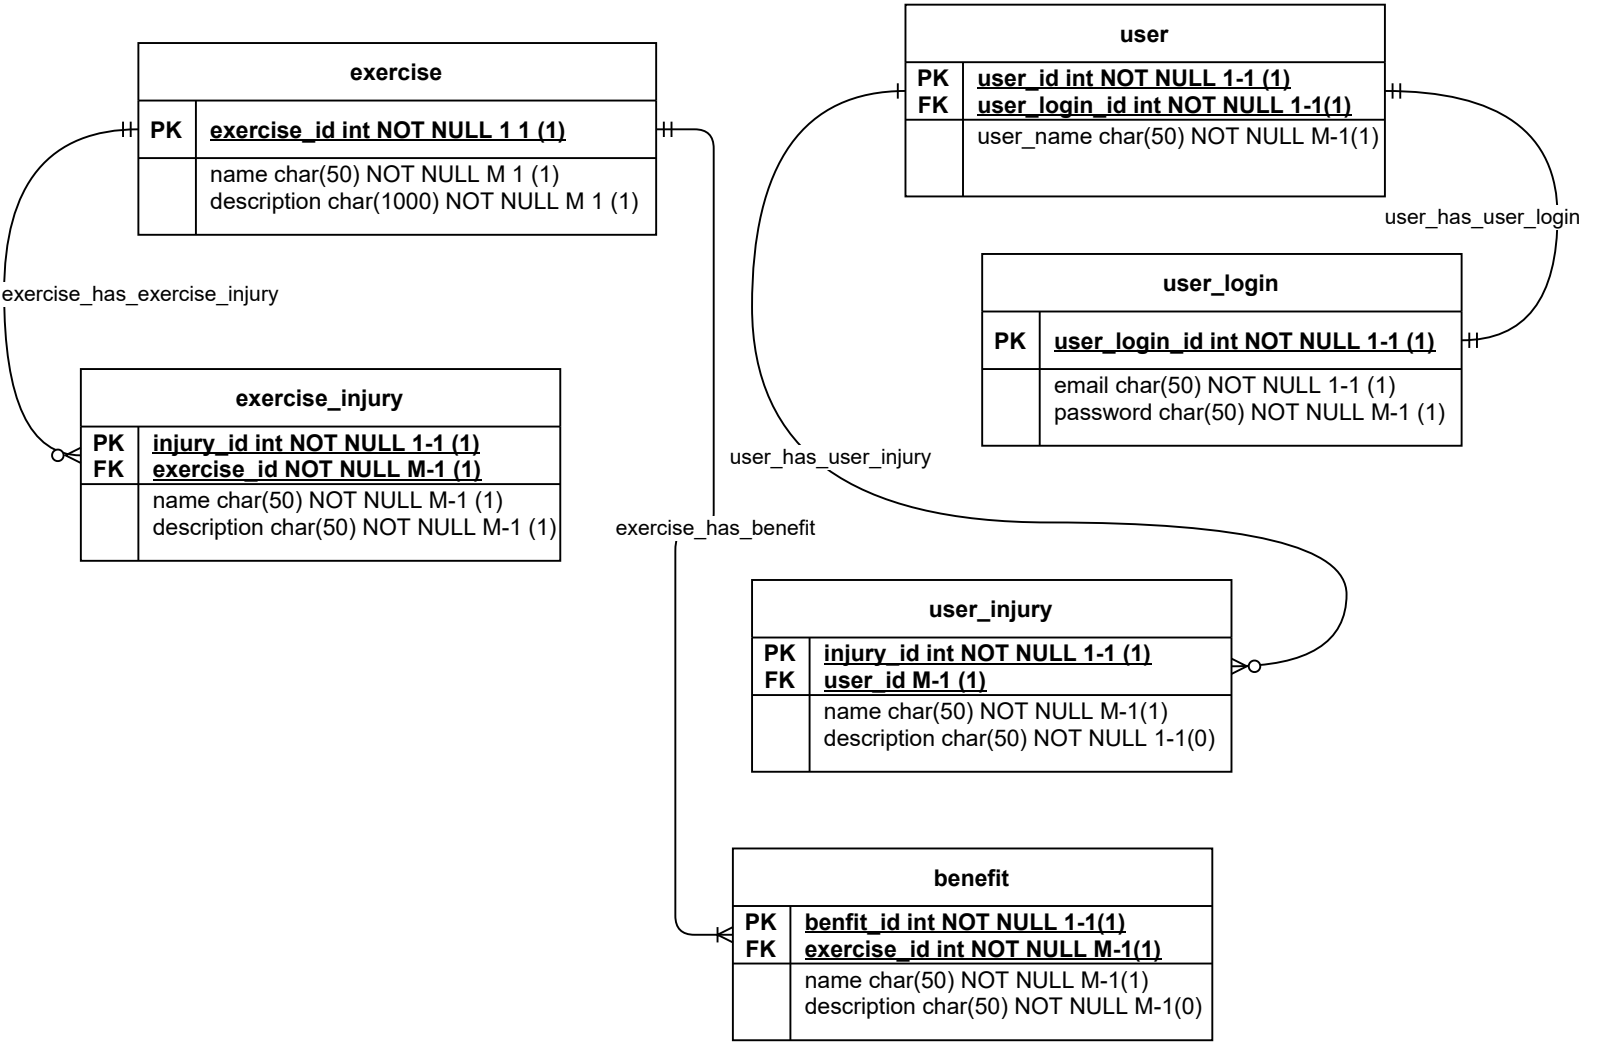 exercise
PK exercise_id int NOT NULL 1 1 (1)
name char(50) NOT NULL M 1 (1)
description char(1000) NOT NULL M 1 (1)
user
PK user_id int NOT NULL 1-1 (1)
FK user_login_id int NOT NULL 1-1(1)
user_name char(50) NOT NULL M-1(1)
user_has_user_login
user_login
PK user_login_id int NOT NULL 1-1 (1)
email char(50) NOT NULL 1-1 (1)
password char(50) NOT NULL M-1 (1)
exercise_has_exercise_injury
exercise_injury
PK injury_id int NOT NULL 1-1 (1)
FK exercise_id NOT NULL M-1 (1)
name char(50) NOT NULL M-1 (1)
description char(50) NOT NULL M-1 (1)
user_has_user_injury
exercise_has_benefit
user_injury
PK injury_id int NOT NULL 1-1 (1)
FK user_id M-1 (1)
name char(50) NOT NULL M-1(1)
description char(50) NOT NULL 1-1(0)
benefit
PK benfit_id int NOT NULL 1-1(1)
FK exercise_id int NOT NULL M-1(1)
name char(50) NOT NULL M-1(1)
description char(50) NOT NULL M-1(0)